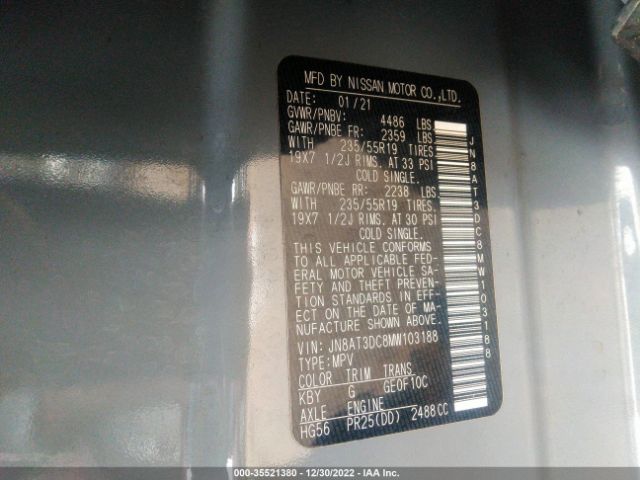 MFD BY NISSAN MOTOR CO.,LTD.
DATE: 01/21
GVWR/PNBV: 4486 LBS
GAWR/PNBE FR: 2359 LBS
WITH 235/55R19 TIRES
19X7 1/2J RIMS. AT 33 PSI
COLD SINGLE.
GAWR/PNBE RR: 2238 LBS
WITH 235/55R19 TIRES
19X7 1/2J RIMS. AT 30 PSI
COLD SINGLE.
THIS VEHICLE CONFORMS
TO ALL APPLICABLE FED-
ERAL MOTOR VEHICLE SA-
FETY AND THEFT PREVEN-
TION STANDARDS IN EFF-
ECT ON THE DATE OF MA-
NUFACTURE SHOWN ABOVE.
VIN: JN8AT3DC8MW103188
TYPE:MPV
COLOR TRIM TRANS
KBY G GE0F10C
AXLE ENGINE
HG56 PR25(DD) 2488CC
JN8AT3DC8MW103188
000-35521380 - 12/30/2022 - IAA Inc.